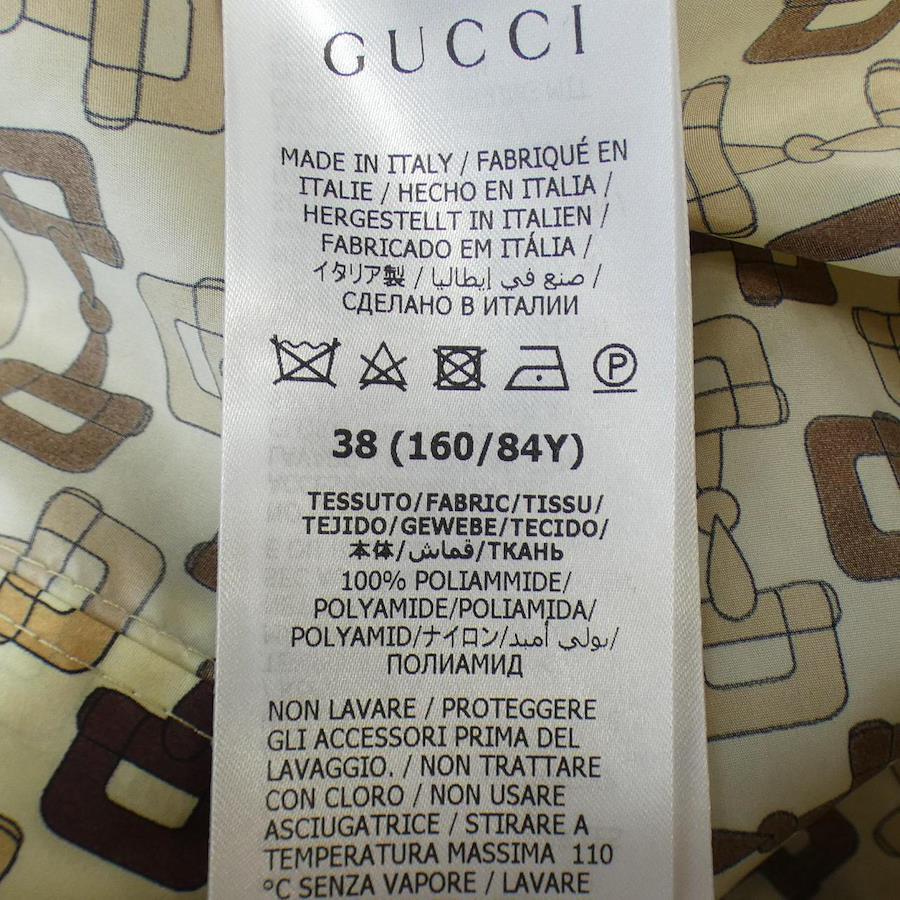 GUCCI
MADE IN ITALY / FABRIQUÉ EN
ITALIE / HECHO EN ITALIA /
HERGESTELLT IN ITALIEN /
FABRICADO EM ITÁLIA /
イタリア製 / صنع في إيطاليا /
СДЕЛАНО В ИТАЛИИ
P
38 (160/84Y)
TESSUTO/FABRIC/TISSU/
TEJIDO/GEWEBE/TECIDO/
本体/قماش/ТКАНЬ
100% POLIAMMIDE/
POLYAMIDE/POLIAMIDA/
POLYAMID/ナイロン/بولي أميد/
ПОЛИАМИД
NON LAVARE / PROTEGGERE
GLI ACCESSORI PRIMA DEL
LAVAGGIO. / NON TRATTARE
CON CLORO / NON USARE
ASCIUGATRICE / STIRARE A
TEMPERATURA MASSIMA 110
°C SENZA VAPORE / LAVARE